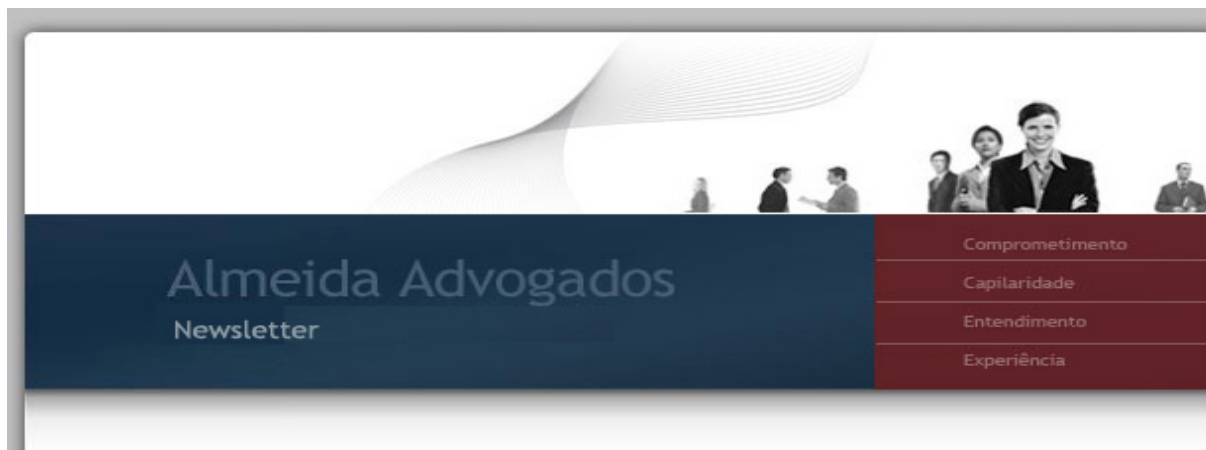 Almeida Advogados
Newsletter
Comprometimento
Capilaridade
Entendimento
Experiência